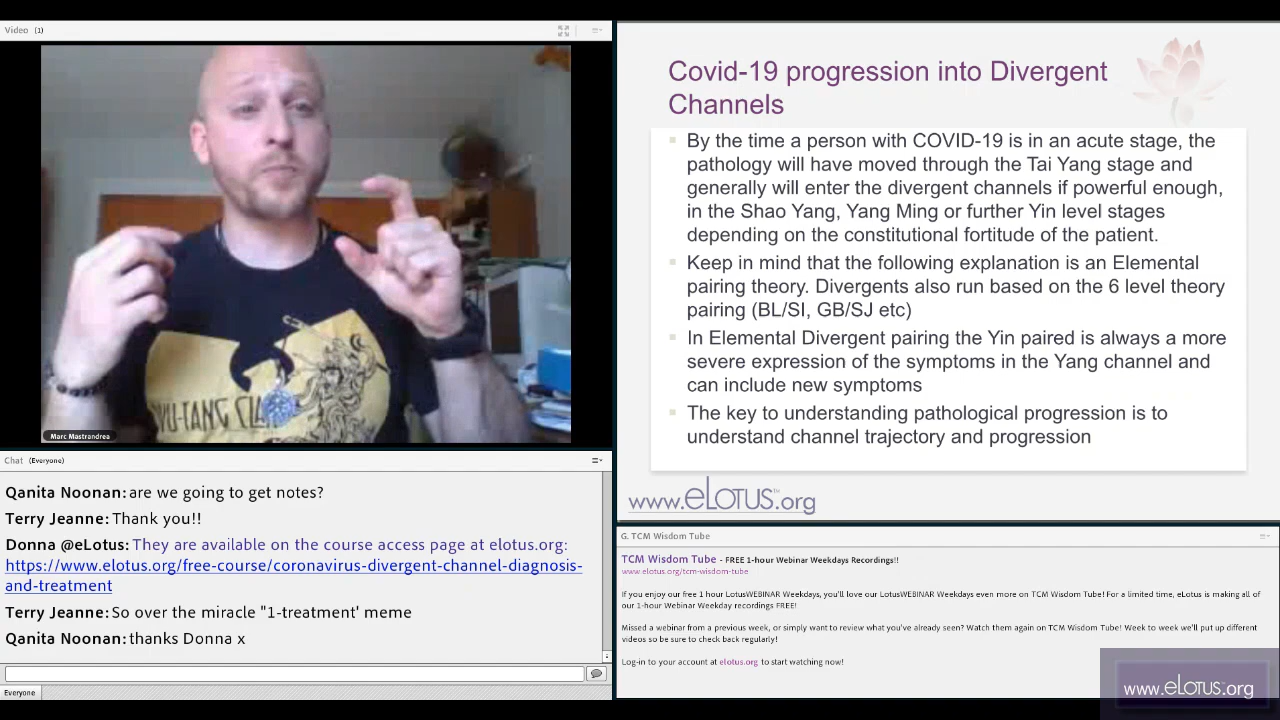 Video (1)
Marc Mastrandrea
WU-TANG CLA
Chat (Everyone)
Qanita Noonan: are we going to get notes?
Terry Jeanne: Thank you!!
Donna @eLotus: They are available on the course access page at elotus.org:
https://www.elotus.org/free-course/coronavirus-divergent-channel-diagnosis-
and-treatment
Terry Jeanne: So over the miracle "1-treatment' meme
Qanita Noonan: thanks Donna x
Everyone
Covid-19 progression into Divergent
Channels
By the time a person with COVID-19 is in an acute stage, the
pathology will have moved through the Tai Yang stage and
generally will enter the divergent channels if powerful enough,
in the Shao Yang, Yang Ming or further Yin level stages
depending on the constitutional fortitude of the patient.
Keep in mind that the following explanation is an Elemental
pairing theory. Divergents also run based on the 6 level theory
pairing (BL/SI, GB/SJ etc)
In Elemental Divergent pairing the Yin paired is always a more
severe expression of the symptoms in the Yang channel and
can include new symptoms
The key to understanding pathological progression is to
understand channel trajectory and progression
www.eLOTUS.org
G. TCM Wisdom Tube
TCM Wisdom Tube - FREE 1-hour Webinar Weekdays Recordings!!
www.elotus.org/tcm-wisdom-tube
If you enjoy our free 1 hour LotusWEBINAR Weekdays, you'll love our LotusWEBINAR Weekdays even more on TCM Wisdom Tube! For a limited time, eLotus is making all of
our 1-hour Webinar Weekday recordings FREE!
Missed a webinar from a previous week, or simply want to review what you've already seen? Watch them again on TCM Wisdom Tube! Week to week we'll put up different
videos so be sure to check back regularly!
Log-in to your account at elotus.org to start watching now!
www.eLOTUS.org